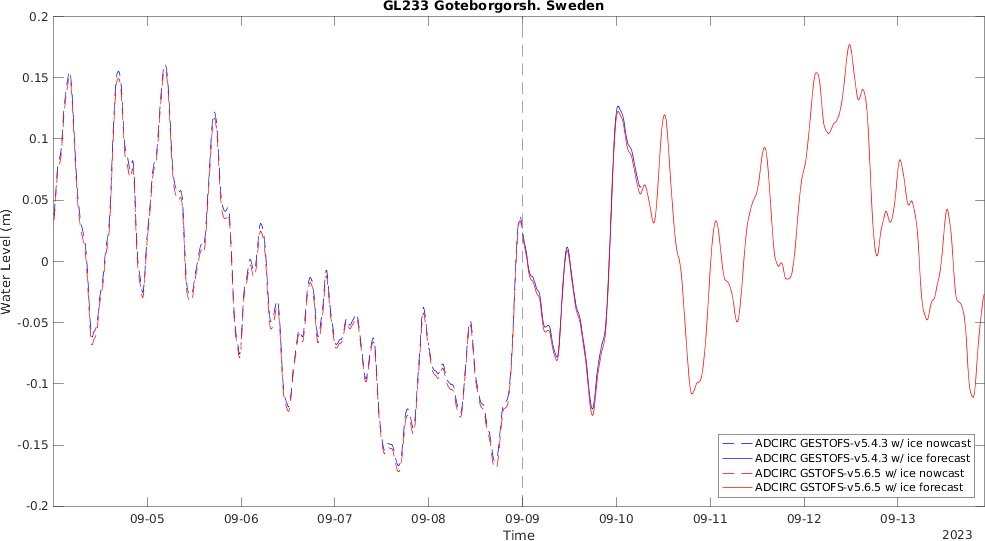 GL233 Goteborgorsh. Sweden
Water Level (m)
0.2
0.15
0.1
0.05
0
-0.05
-0.1
-0.15
-0.2
ADCIRC GESTOFS-v5.4.3 w/ ice nowcast
ADCIRC GESTOFS-v5.4.3 w/ ice forecast
ADCIRC GSTOFS-v5.6.5 w/ ice nowcast
ADCIRC GSTOFS-v5.6.5 w/ ice forecast
09-05 09-06 09-07 09-08 09-09 09-10 09-11 09-12 09-13
Time
2023